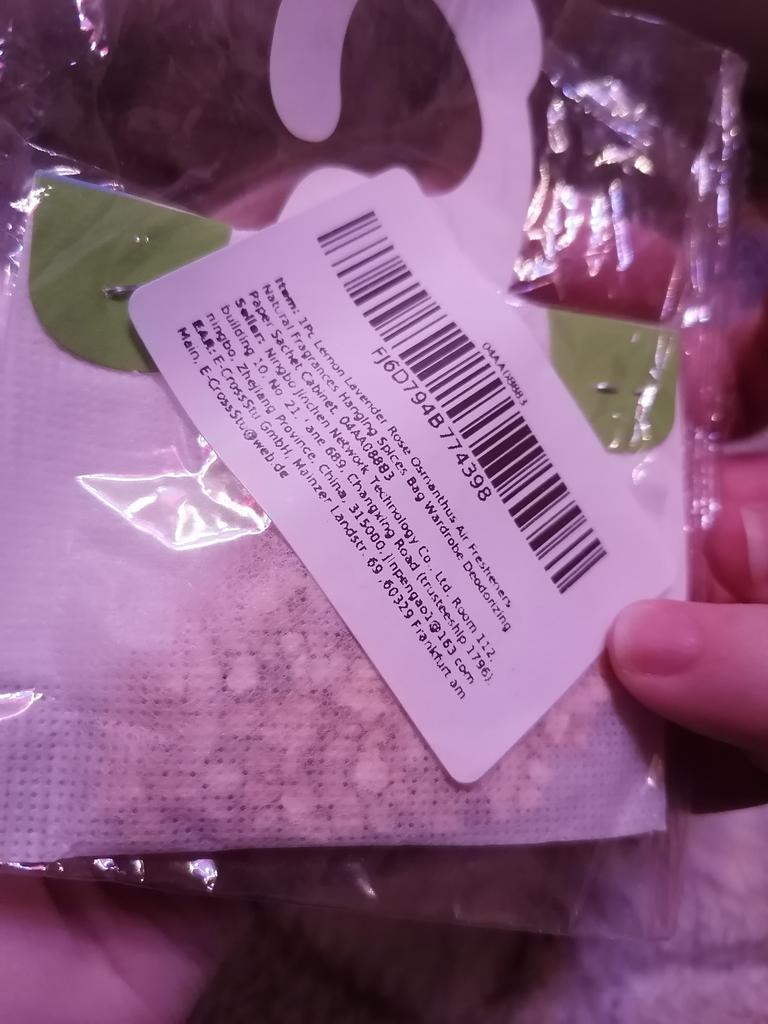 04AA08883
FI6D794B774398
Item: 1Pc Lemon Lavender Rose Osmanthus Air Fresheners
Natural Fragrances Hanging Spices Bag Wardrobe Deodorizing
Paper Sachet Cabinet, 04AA08883
Seller: Ningbo Jinchen Network Technology Co., Ltd, Room 112,
building 10, No. 21, Lane 689, Changxing Road (trusteeship 1796),
ningbo, Zhejiang Province, China, 315000, jinpengao1@163.com
EAR: E-CrossStu GmbH, Mainzer Landstr. 69, 60329 Frankfurt am
Main, E-CrossStu@web.de